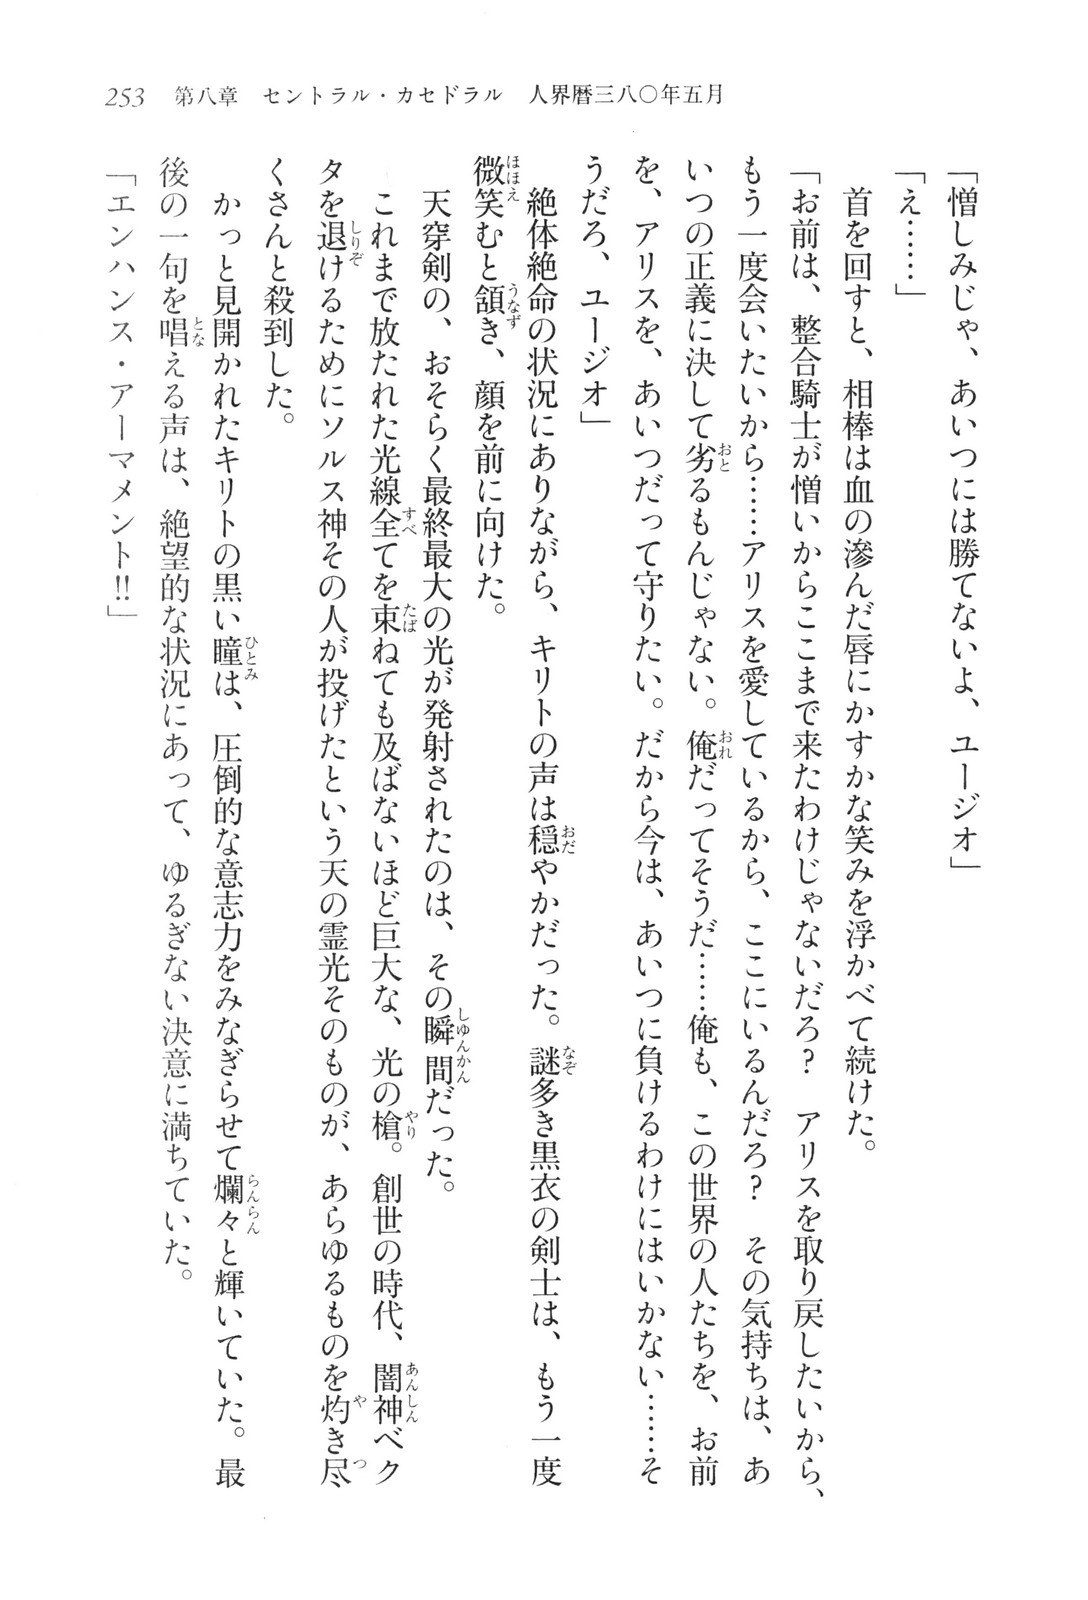 253　第八章　セントラル・カセドラル　人界暦三八〇年五月
「憎しみじゃ、あいつには勝てないよ、ユージオ」
「え……」
　首を回すと、相棒は血の滲んだ唇にかすかな笑みを浮かべて続けた。
「お前は、整合騎士が憎いからここまで来たわけじゃないだろ？　アリスを取り戻したいから、
もう一度会いたいから……アリスを愛しているから、ここにいるんだろ？　その気持ちは、あ
いつの正義に決して劣るもんじゃない。俺だってそうだ……俺も、この世界の人たちを、お前
を、アリスを、あいつだって守りたい。だから今は、あいつに負けるわけにはいかない……そ
うだろ、ユージオ」
　絶体絶命の状況にありながら、キリトの声は穏やかだった。謎多き黒衣の剣士は、もう一度
微笑むと頷き、顔を前に向けた。
　天穿剣の、おそらく最終最大の光が発射されたのは、その瞬間だった。
　これまで放たれた光線全てを束ねても及ばないほど巨大な、光の槍。創世の時代、闇神ベク
タを退けるためにソルス神その人が投げたという天の霊光そのものが、あらゆるものを灼き尽
くさんと殺到した。
　かっと見開かれたキリトの黒い瞳は、圧倒的な意志力をみなぎらせて爛々と輝いていた。最
後の一句を唱える声は、絶望的な状況にあって、ゆるぎない決意に満ちていた。
「エンハンス・アーマメント!!」